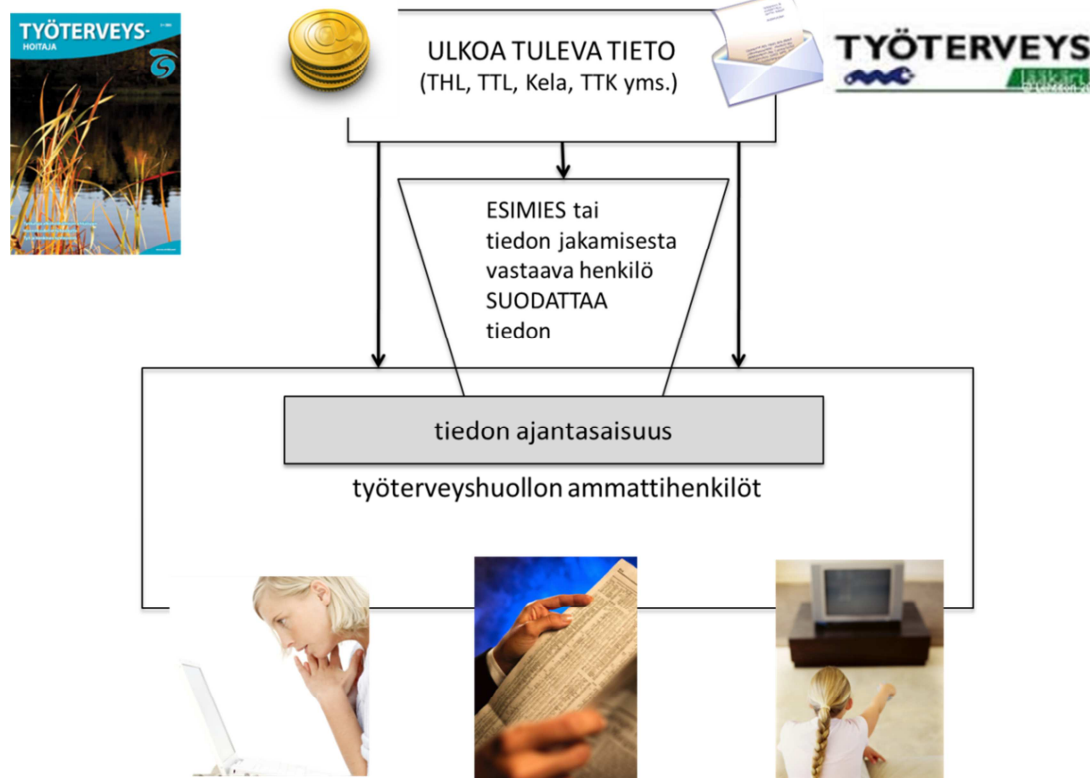 TYÖTERVEYS-
HOITAJA
ULKOA TULEVA TIETO
(THL, TTL, Kela, TTK yms.)
TYÖTERVEYS
lääkäri
ESIMIES tai
tiedon jakamisesta
vastaava henkilö
SUODATTAA
tiedon
tiedon ajantasaisuus
työterveyshuollon ammattihenkilöt